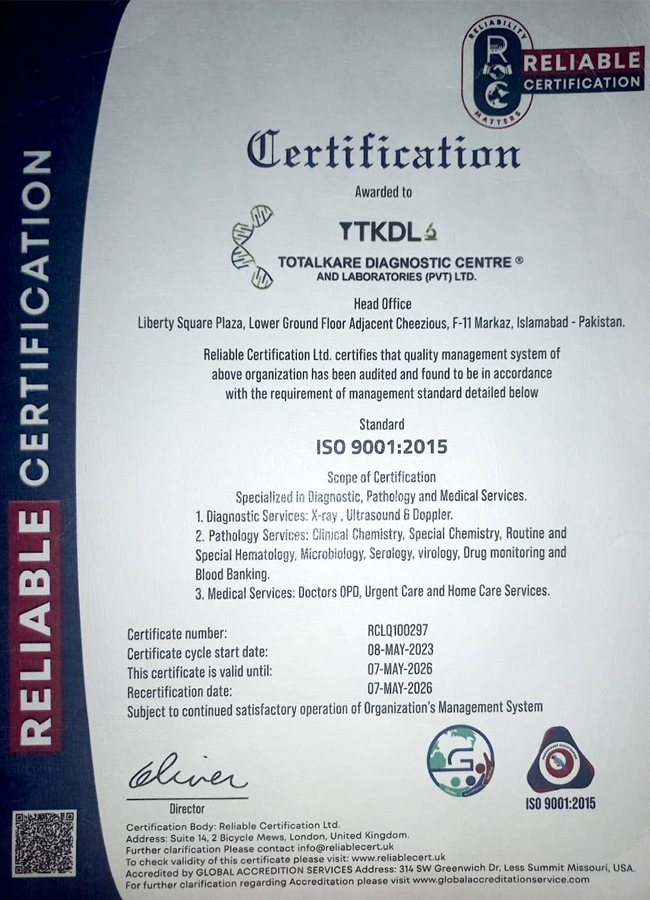 RELIABILITY
MATTERS
RELIABLE
CERTIFICATION
RELIABLE CERTIFICATION
Certification
Awarded to
YTKDL
TOTALKARE DIAGNOSTIC CENTRE ®
AND LABORATORIES (PVT) LTD.
Head Office
Liberty Square Plaza, Lower Ground Floor Adjacent Cheezious, F-11 Markaz, Islamabad - Pakistan.
Reliable Certification Ltd. certifies that quality management system of
above organization has been audited and found to be in accordance
with the requirement of management standard detailed below
Standard
ISO 9001:2015
Scope of Certification
Specialized in Diagnostic, Pathology and Medical Services.
1. Diagnostic Services: X-ray , Ultrasound & Doppler.
2. Pathology Services: Clinical Chemistry, Special Chemistry, Routine and
Special Hematology, Microbiology, Serology, virology, Drug monitoring and
Blood Banking.
3. Medical Services: Doctors OPD, Urgent Care and Home Care Services.
Certificate number: RCLQ100297
Certificate cycle start date: 08-MAY-2023
This certificate is valid until: 07-MAY-2026
Recertification date: 07-MAY-2026
Subject to continued satisfactory operation of Organization's Management System
Oliver
Director
ISO 9001:2015
Certification Body: Reliable Certification Ltd.
Address: Suite 14, 2 Bicycle Mews, London, United Kingdom.
Further clarification Please contact info@reliablecert.uk
To check validity of this certificate please visit: www.reliablecert.uk
Accredited by GLOBAL ACCREDITATION SERVICES Address: 314 SW Greenwich Dr, Less Summit Missouri, USA.
For further clarification regarding Accreditation please visit www.globalaccreditationservice.com